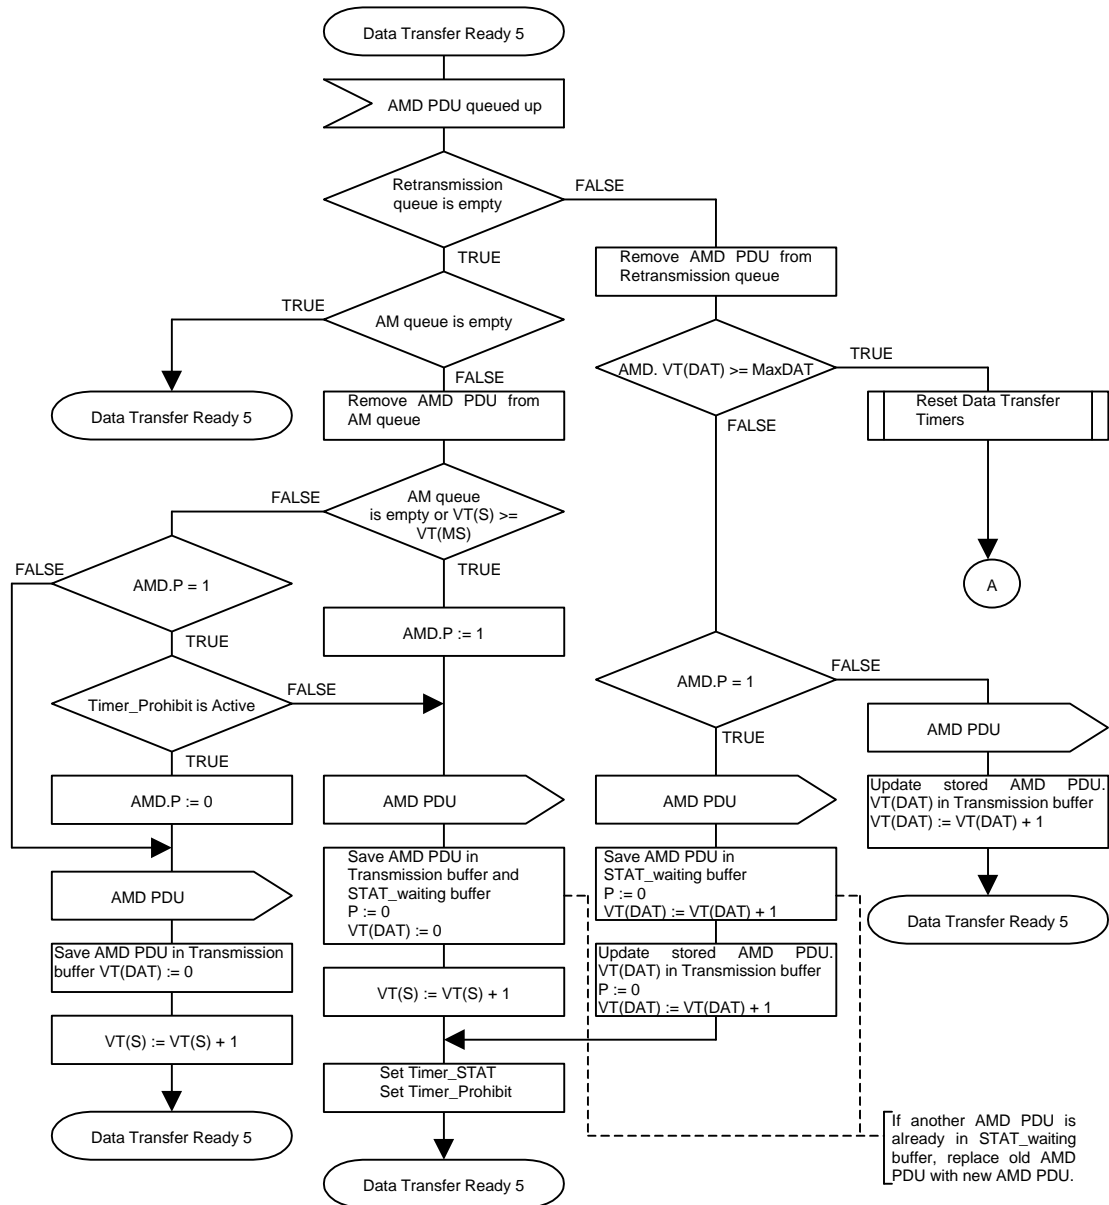 Data Transfer Ready 5
AMD PDU queued up
Retransmission
queue is empty
FALSE
TRUE
Remove AMD PDU from
Retransmission queue
TRUE
AM queue is empty
FALSE
AMD. VT(DAT) >= MaxDAT
TRUE
FALSE
Data Transfer Ready 5
Remove AMD PDU from
AM queue
Reset Data Transfer
Timers
FALSE
AM queue
is empty or VT(S) >=
VT(MS)
TRUE
A
FALSE
AMD.P = 1
TRUE
AMD.P := 1
Timer_Prohibit is Active
FALSE
TRUE
AMD.P = 1
FALSE
TRUE
AMD PDU
AMD.P := 0
AMD PDU
AMD PDU
Update stored AMD PDU.
VT(DAT) in Transmission buffer
VT(DAT) := VT(DAT) + 1
AMD PDU
Save AMD PDU in
Transmission buffer and
STAT_waiting buffer
P := 0
VT(DAT) := 0
Save AMD PDU in
STAT_waiting buffer
P := 0
VT(DAT) := VT(DAT) + 1
Data Transfer Ready 5
Save AMD PDU in Transmission
buffer VT(DAT) := 0
Update stored AMD PDU.
VT(DAT) in Transmission buffer
P := 0
VT(DAT) := VT(DAT) + 1
VT(S) := VT(S) + 1
VT(S) := VT(S) + 1
Set Timer_STAT
Set Timer_Prohibit
Data Transfer Ready 5
Data Transfer Ready 5
If another AMD PDU is
already in STAT_waiting
buffer, replace old AMD
PDU with new AMD PDU.